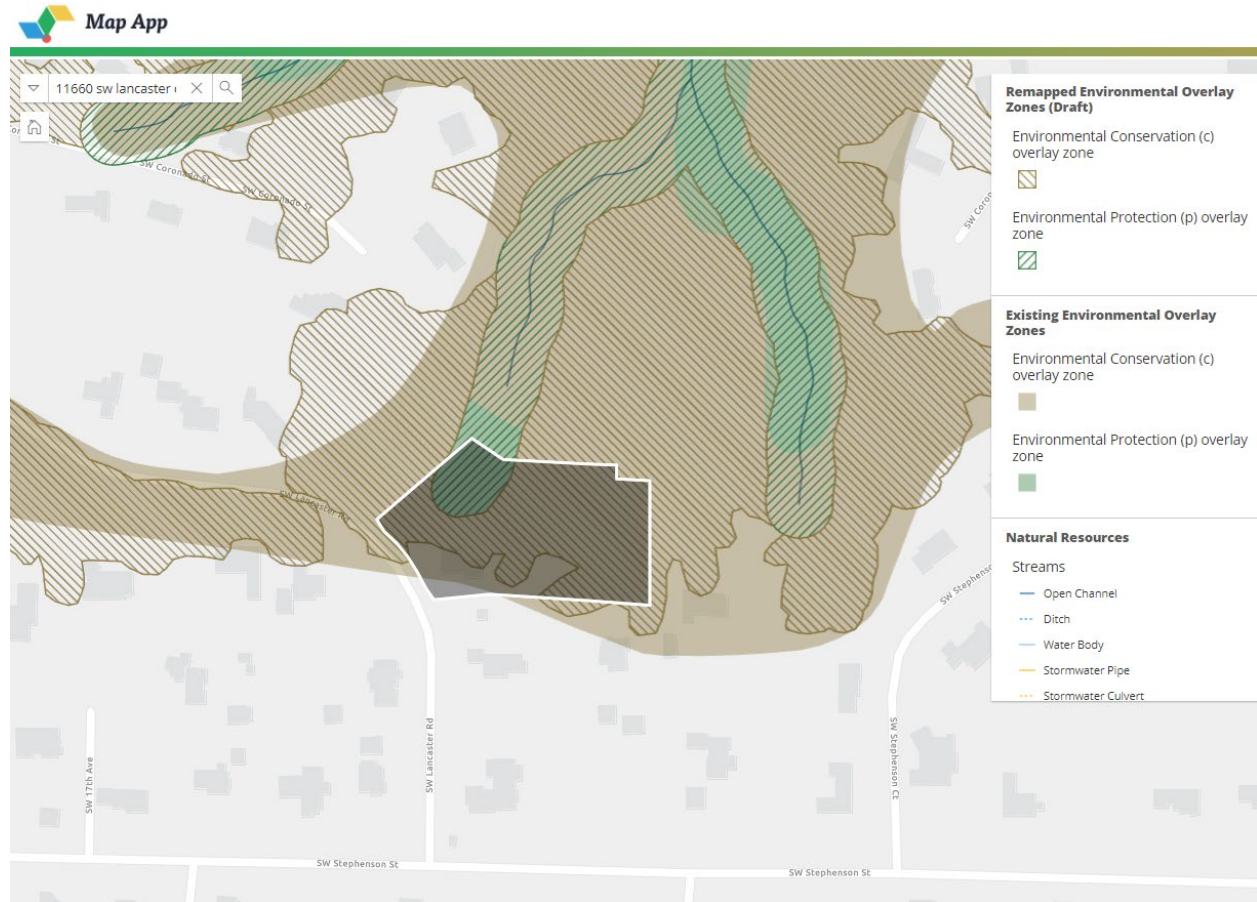 Map App
11660 sw lancaster
Remapped Environmental Overlay
Zones (Draft)
Environmental Conservation (c)
overlay zone
Environmental Protection (p) overlay
zone
Existing Environmental Overlay
Zones
Environmental Conservation (c)
overlay zone
Environmental Protection (p) overlay
zone
Natural Resources
Streams
Open Channel
Ditch
Water Body
Stormwater Pipe
Stormwater Culvert
SW Coronado St
SW Coronado St
SW Lancaster Rd
SW Lancaster Rd
SW 17th Ave
SW Stephenson Ct
SW Stephenson St
SW Stephenson St